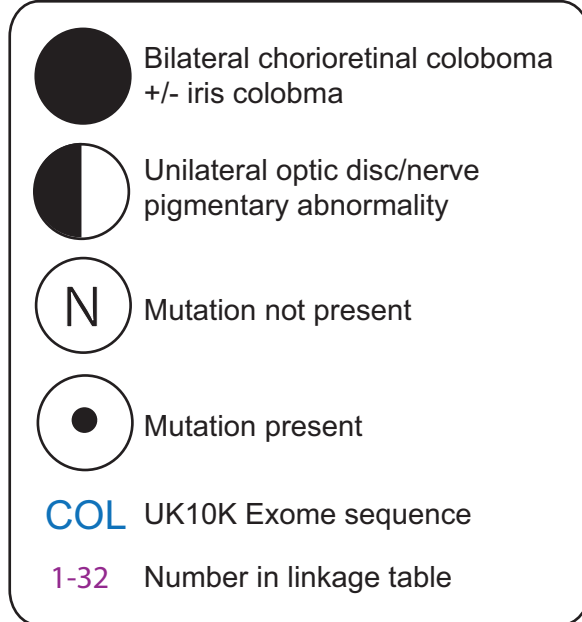 Bilateral chorioretinal coloboma
+/- iris colobma
Unilateral optic disc/nerve
pigmentary abnormality
N Mutation not present
Mutation present
COL UK10K Exome sequence
1-32 Number in linkage table